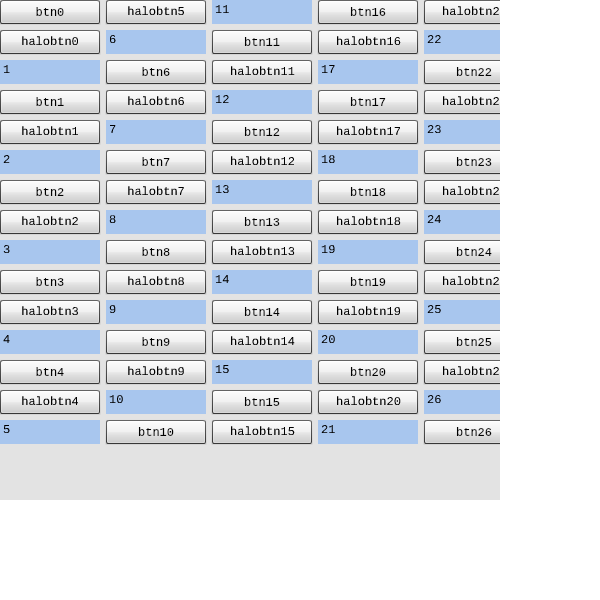 btn0
halobtn0
1
btn1
halobtn1
2
btn2
halobtn2
3
btn3
halobtn3
4
btn4
halobtn4
5
halobtn5
6
btn6
halobtn6
7
btn7
halobtn7
8
btn8
halobtn8
9
btn9
halobtn9
10
btn10
11
btn11
halobtn11
12
btn12
halobtn12
13
btn13
halobtn13
14
btn14
halobtn14
15
btn15
halobtn15
btn16
halobtn16
17
btn17
halobtn17
18
btn18
halobtn18
19
btn19
halobtn19
20
btn20
halobtn20
21
halobtn2
22
btn22
halobtn2
23
btn23
halobtn2
24
btn24
halobtn2
25
btn25
halobtn2
26
btn26